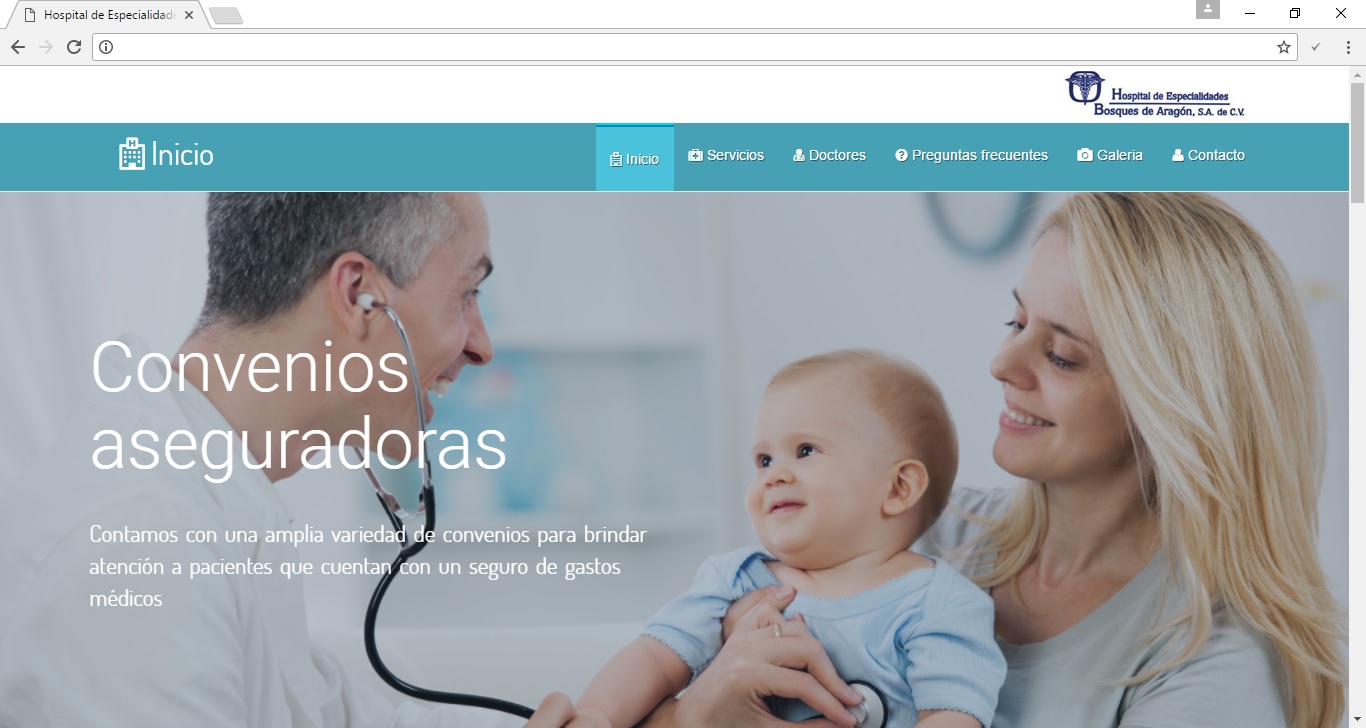 Hospital de Especialidad
Hospital de Especialidades
Bosques de Aragón, S.A. de C.V.
Inicio
Inicio
Servicios
Doctores
Preguntas frecuentes
Galeria
Contacto
Convenios
aseguradoras
Contamos con una amplia variedad de convenios para brindar
atención a pacientes que cuentan con un seguro de gastos
médicos